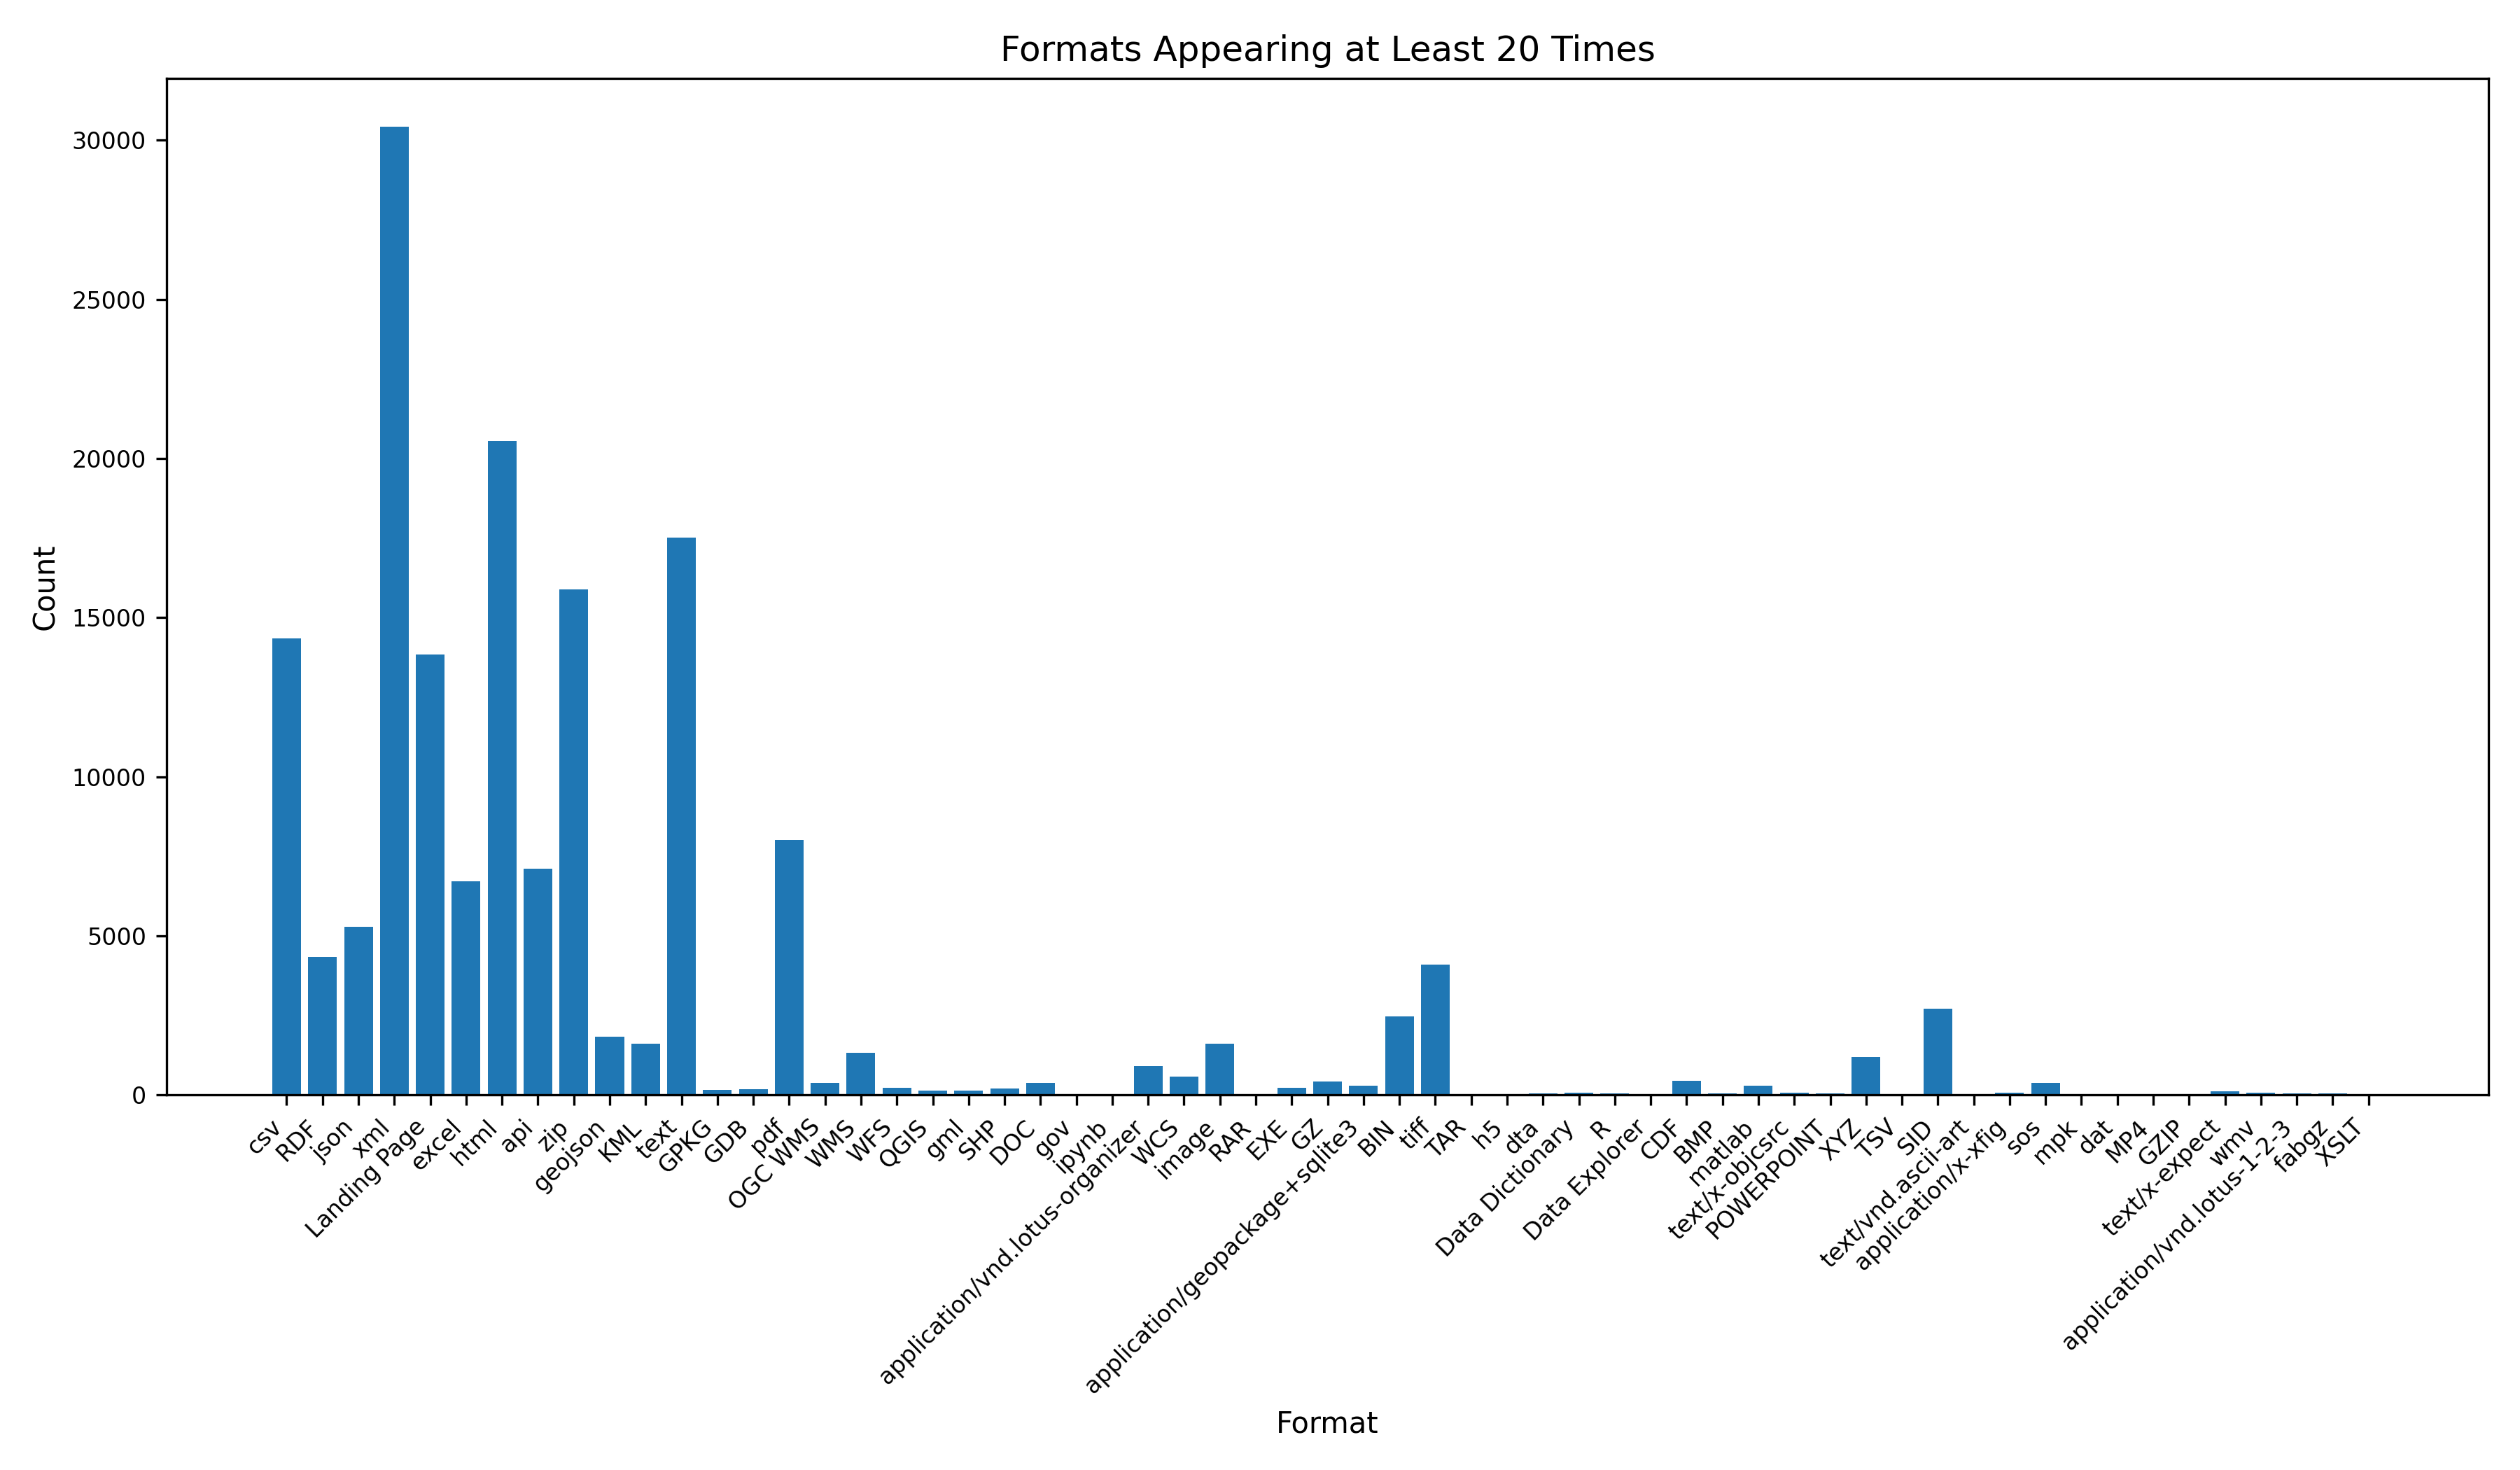 Formats Appearing at Least 20 Times
Count
30000
25000
20000
15000
10000
5000
0
csv
RDF
json
xml
Landing Page
excel
html
api
zip
geojson
KML
text
GPKG
GDB
pdf
OGC WMS
WMS
WFS
QGIS
gml
SHP
DOC
gov
ipynb
application/vnd.lotus-organizer
WCS
image
RAR
EXE
GZ
application/geopackage+sqlite3
BIN
tiff
TAR
h5
dta
Data Dictionary
R
Data Explorer
CDF
BMP
matlab
text/x-objcsrc
POWERPOINT
XYZ
TSV
SID
text/vnd.ascii-art
application/x-xfig
sos
mpk
dat
MP4
GZIP
text/x-expect
wmv
application/vnd.lotus-1-2-3
fabgz
XSLT
Format